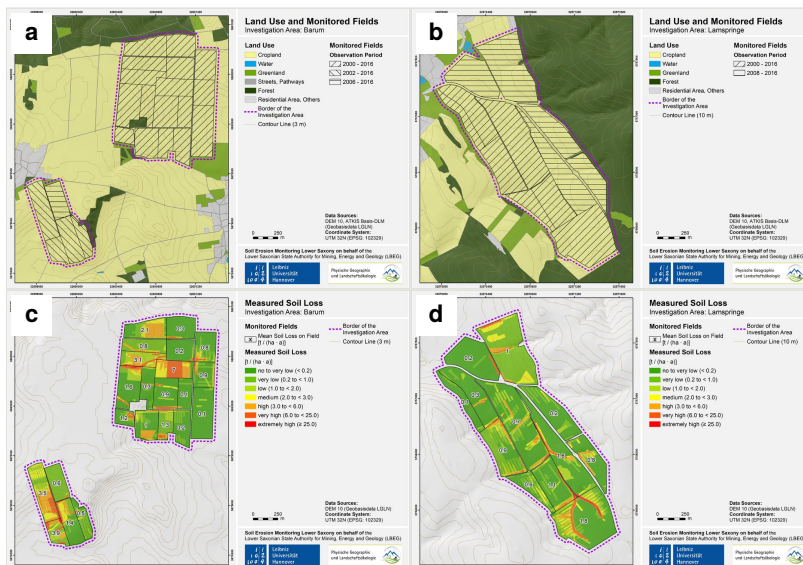 a
Land Use and Monitored Fields
Investigation Area: Barum
Land Use
Cropland
Water
Greenland
Streets, Pathways
Forest
Residential Area, Others
Border of the
Investigation Area
Contour Line (3 m)
Monitored Fields
Observation Period
2000 - 2016
2002 - 2016
2006 - 2016
Data Sources:
DEM 10, ATKIS Basis-DLM
(Geobasisdata LGLN)
Coordinate System:
UTM 32N (EPSG: 102329)
0 250
m
Soil Erosion Monitoring Lower Saxony on behalf of the
Lower Saxonian State Authority for Mining, Energy and Geology (LBEG)
Leibniz
Universität
Hannover
Physische Geographie
und Landschaftsökologie
b
Land Use and Monitored Fields
Investigation Area: Lamspringe
Land Use
Cropland
Water
Greenland
Streets, Pathways
Forest
Residential Area, Others
Border of the
Investigation Area
Contour Line (10 m)
Monitored Fields
Observation Period
2000 - 2016
2008 - 2016
Data Sources:
DEM 10, ATKIS Basis-DLM
(Geobasisdata LGLN)
Coordinate System:
UTM 32N (EPSG: 102329)
0 250
m
Soil Erosion Monitoring Lower Saxony on behalf of the
Lower Saxonian State Authority for Mining, Energy and Geology (LBEG)
Leibniz
Universität
Hannover
Physische Geographie
und Landschaftsökologie
c
Measured Soil Loss
Investigation Area: Barum
Monitored Fields
x Mean Soil Loss on Field
[t / (ha · a)]
Measured Soil Loss
[t / (ha · a)]
no to very low (< 0.2)
very low (0.2 to < 1.0)
low (1.0 to < 2.0)
medium (2.0 to < 3.0)
high (3.0 to < 6.0)
very high (6.0 to < 25.0)
extremely high (≥ 25.0)
Border of the
Investigation Area
Contour Line (3 m)
Data Sources:
DEM 10 (Geobasisdata LGLN)
Coordinate System:
UTM 32N (EPSG: 102329)
0 250
m
Soil Erosion Monitoring Lower Saxony on behalf of the
Lower Saxonian State Authority for Mining, Energy and Geology (LBEG)
Leibniz
Universität
Hannover
Physische Geographie
und Landschaftsökologie
d
Measured Soil Loss
Investigation Area: Lamspringe
Monitored Fields
x Mean Soil Loss on Field
[t / (ha · a)]
Measured Soil Loss
[t / (ha · a)]
no to very low (< 0.2)
very low (0.2 to < 1.0)
low (1.0 to < 2.0)
medium (2.0 to < 3.0)
high (3.0 to < 6.0)
very high (6.0 to < 25.0)
extremely high (≥ 25.0)
Border of the
Investigation Area
Contour Line (10 m)
Data Sources:
DEM 10 (Geobasisdata LGLN)
Coordinate System:
UTM 32N (EPSG: 102329)
0 250
m
Soil Erosion Monitoring Lower Saxony on behalf of the
Lower Saxonian State Authority for Mining, Energy and Geology (LBEG)
Leibniz
Universität
Hannover
Physische Geographie
und Landschaftsökologie